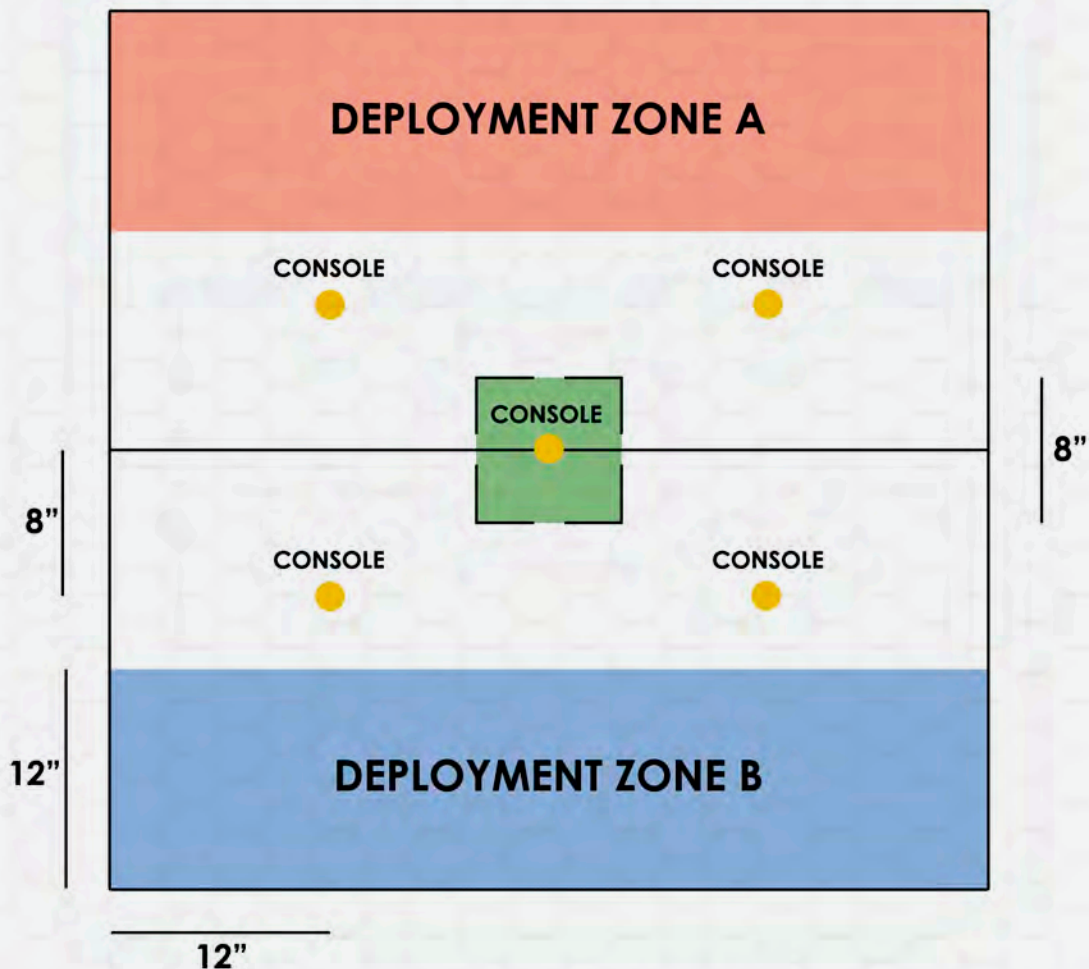 DEPLOYMENT ZONE A
CONSOLE
CONSOLE
CONSOLE
8”
8”
CONSOLE
CONSOLE
12”
DEPLOYMENT ZONE B
12”